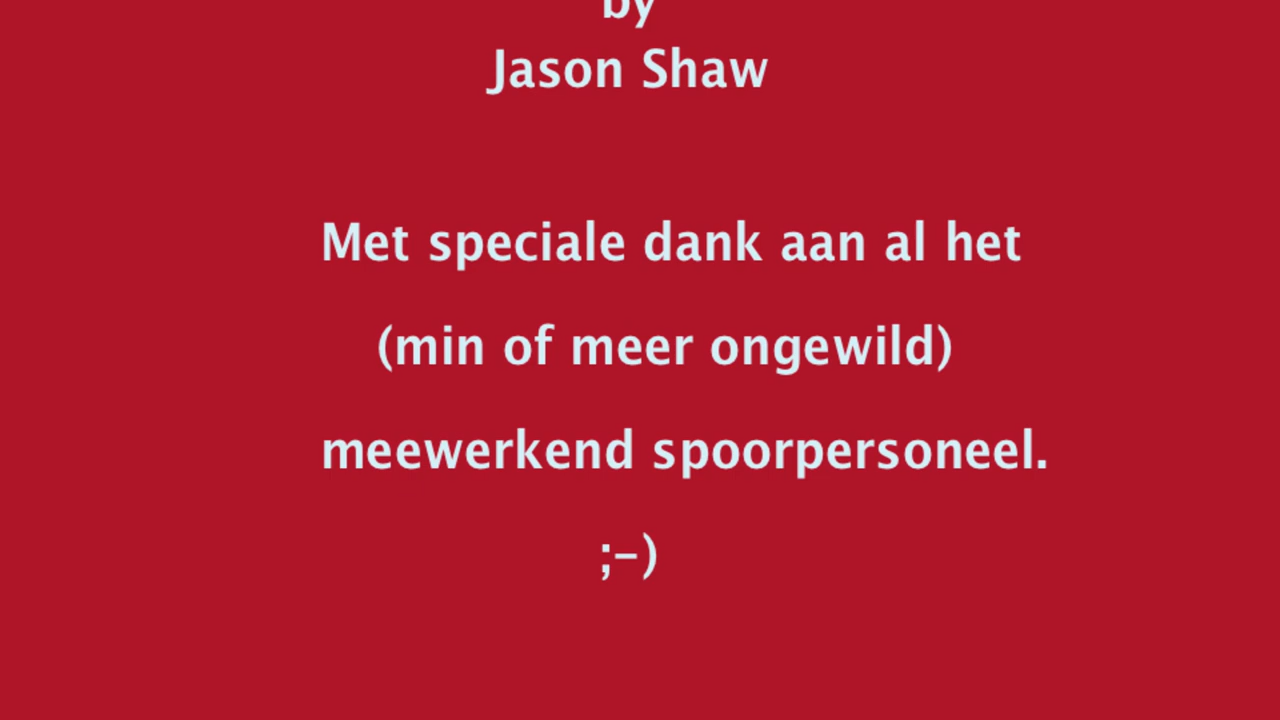 by
Jason Shaw
Met speciale dank aan al het
(min of meer ongewild)
meewerkend spoorpersoneel.
;-)